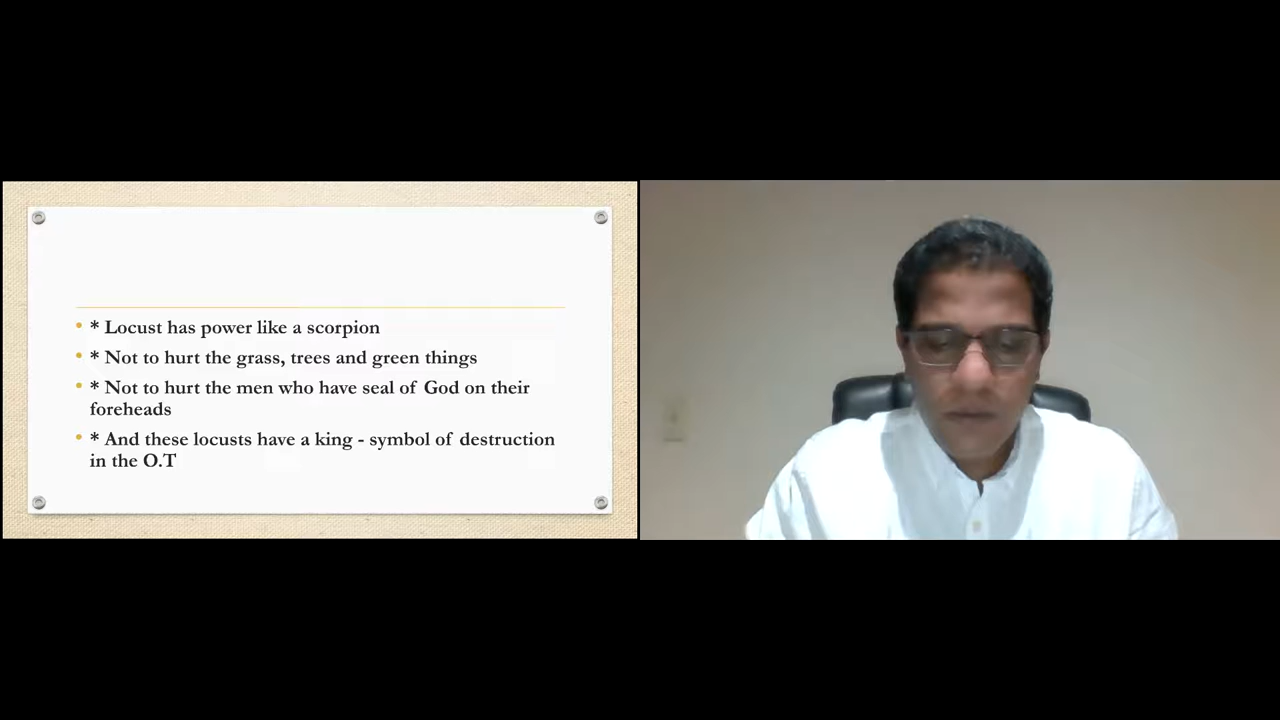 * Locust has power like a scorpion
* Not to hurt the grass, trees and green things
* Not to hurt the men who have seal of God on their
foreheads
* And these locusts have a king - symbol of destruction
in the O.T